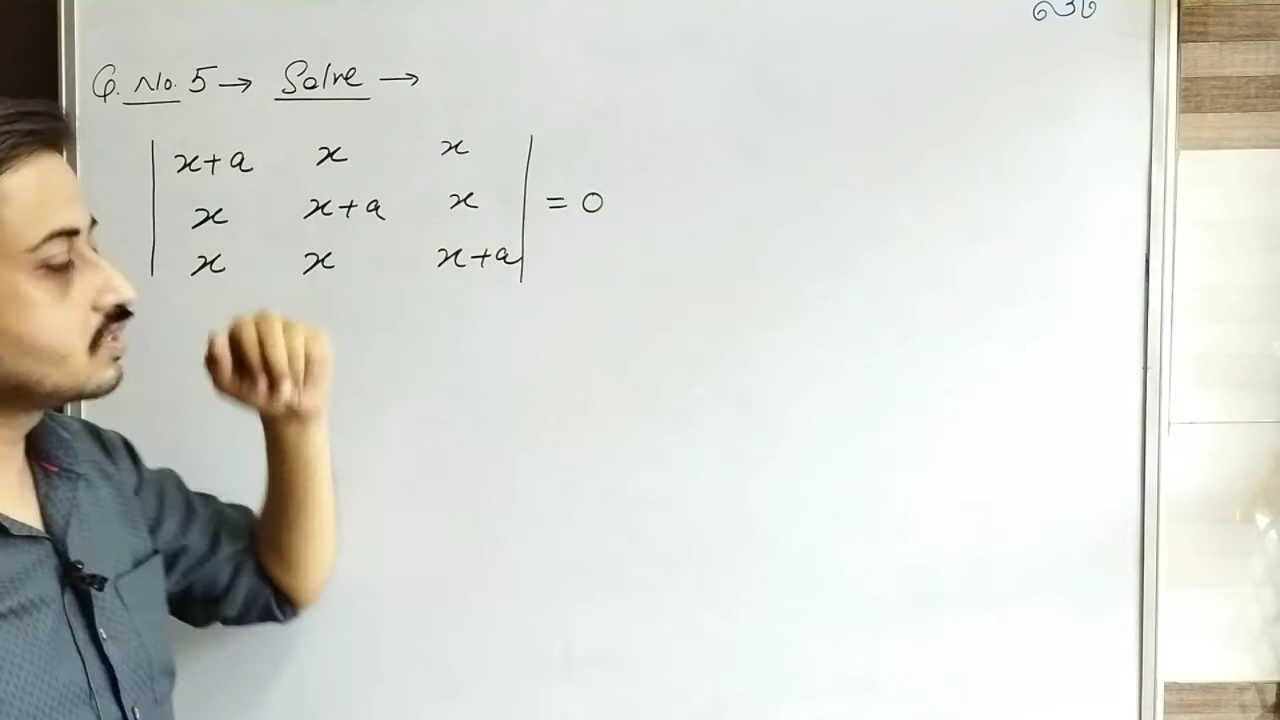 Q. No. 5 → Solve →
| x+a x x |
| x x+a x | = 0
| x x x+a |